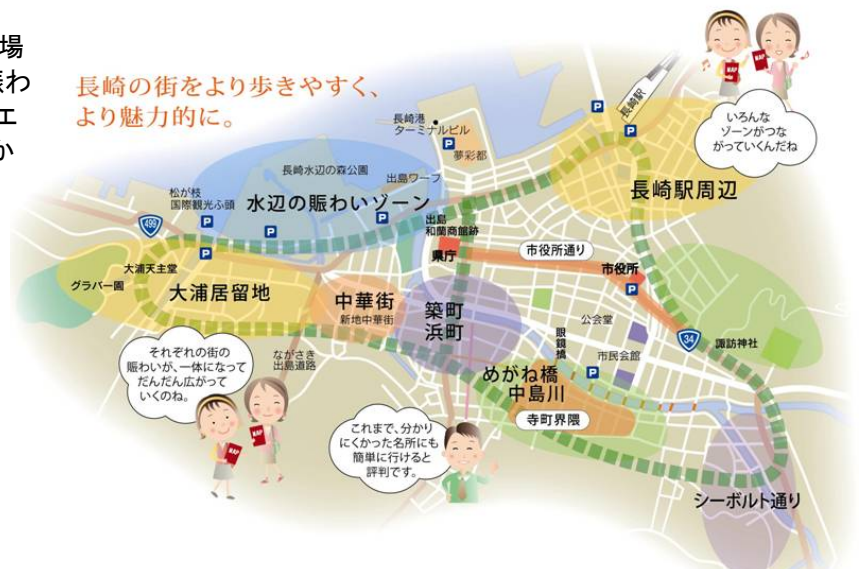 場
賑わ
エ
か
長崎の街をより歩きやすく、
より魅力的に。
長崎駅
P
P
いろんな
ゾーンがつな
がっていくんだね
長崎駅周辺
長崎港
ターミナルビル
P
夢彩都
長崎水辺の森公園
出島ワーフ
松が枝
国際観光ふ頭
水辺の賑わいゾーン
P
P
P
499
P
出島
和蘭商館跡
県庁
市役所通り
市役所
P
大浦天主堂
グラバー園
大浦居留地
中華街
新地中華街
築町
浜町
眼鏡橋
公会堂
市民会館
P
34
諏訪神社
ながさき
出島道路
めがね橋
中島川
寺町界隈
シーボルト通り
それぞれの街の
賑わいが、一体になって
だんだん広がって
いくのね。
これまで、分かり
にくかった名所にも
簡単に行けると
評判です。
MAP
MAP
MAP
MAP